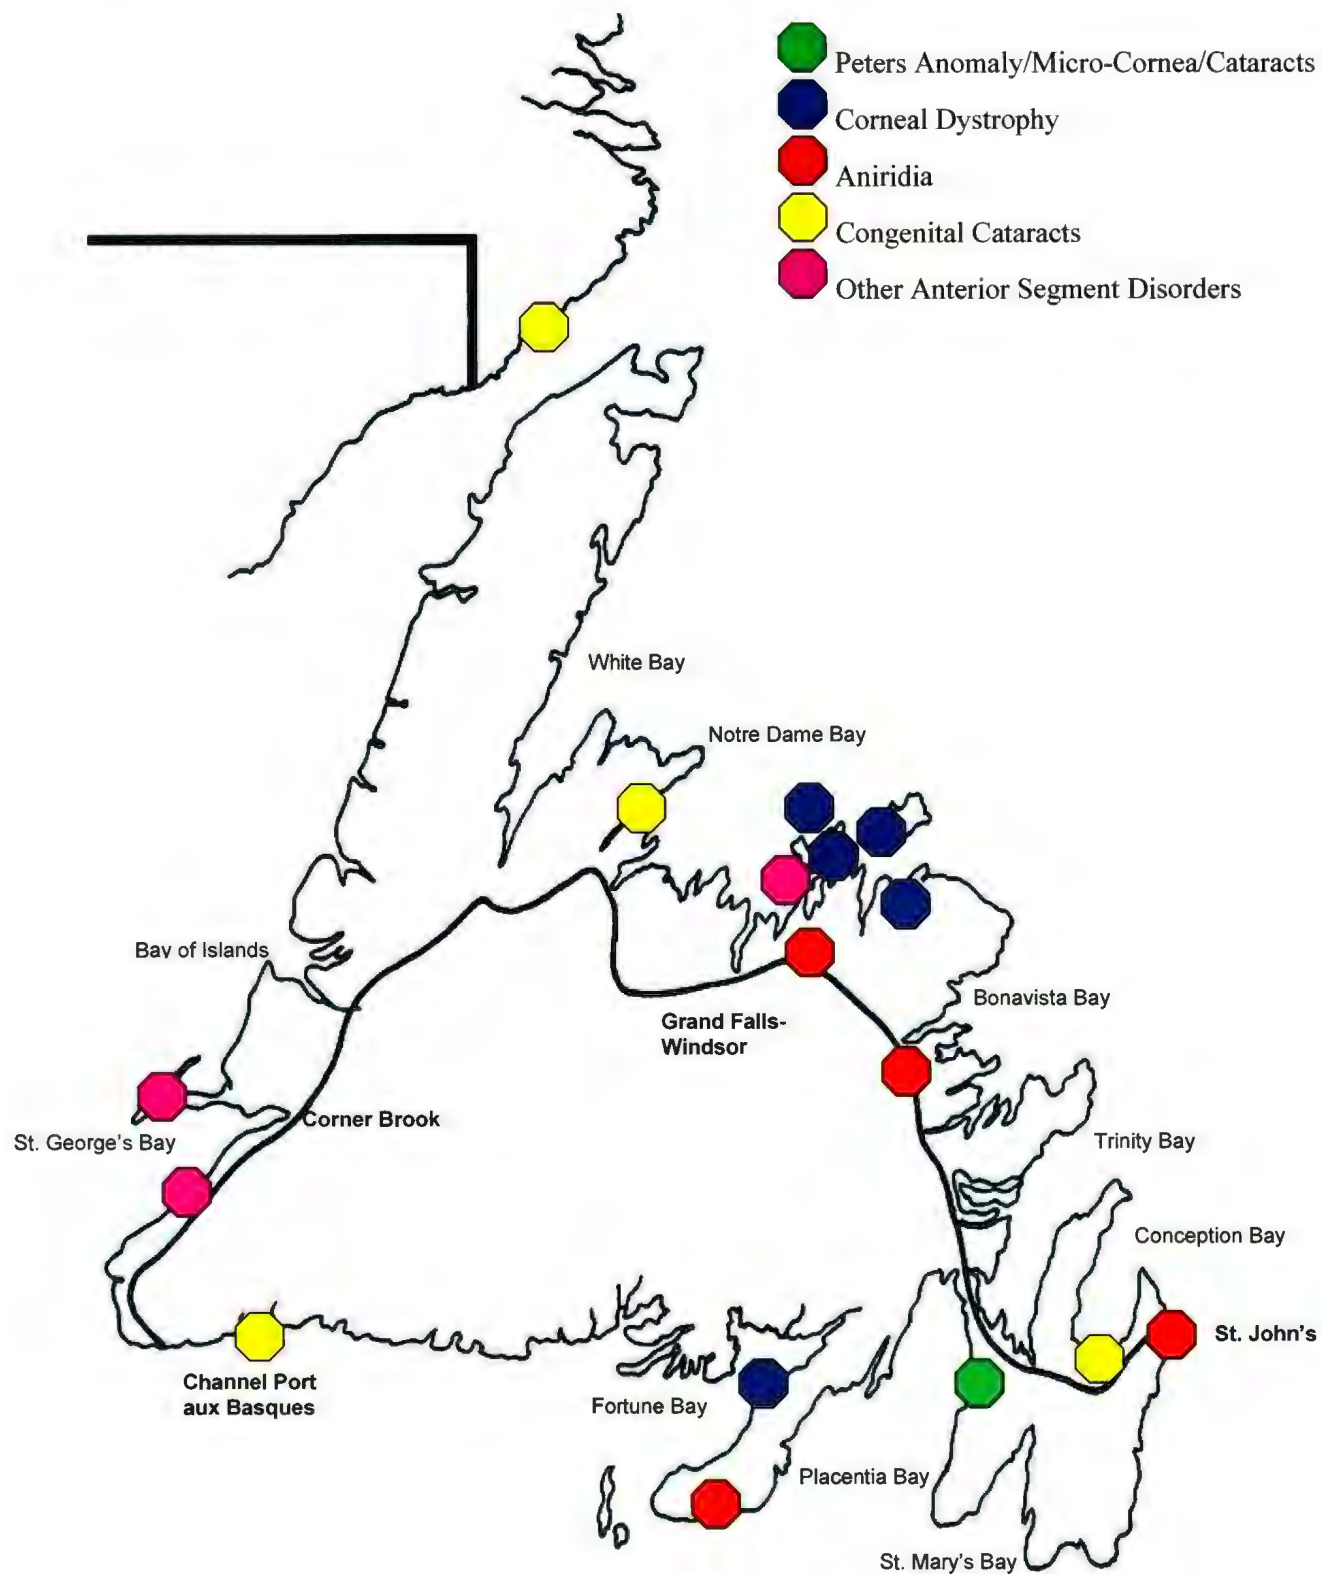 Peters Anomaly/Micro-Cornea/Cataracts
Corneal Dystrophy
Aniridia
Congenital Cataracts
Other Anterior Segment Disorders
White Bay
Notre Dame Bay
Bay of Islands
Bonavista Bay
Grand Falls-
Windsor
Corner Brook
St. George's Bay
Trinity Bay
Conception Bay
St. John's
Channel Port
aux Basques
Fortune Bay
Placentia Bay
St. Mary's Bay